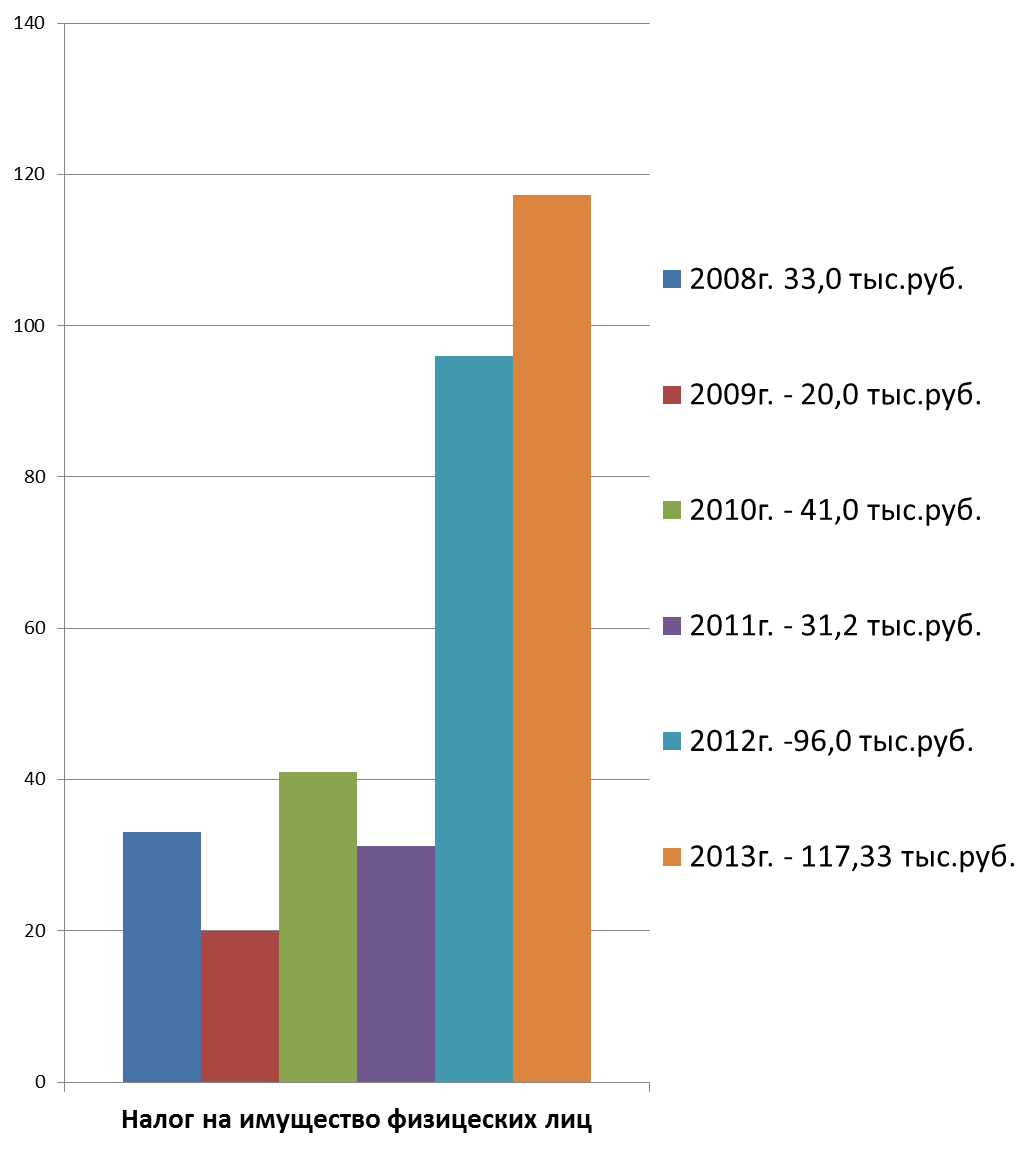 140
120
100
80
60
40
20
0
Налог на имущество физицеских лиц
2008г. 33,0 тыс.руб.
2009г. - 20,0 тыс.руб.
2010г. - 41,0 тыс.руб.
2011г. - 31,2 тыс.руб.
2012г. -96,0 тыс.руб.
2013г. - 117,33 тыс.руб.